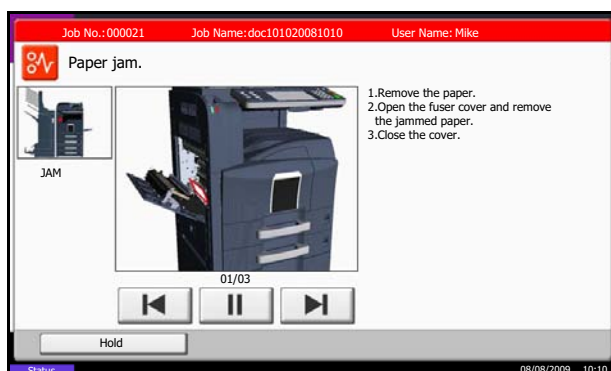 Job No.: 000021 Job Name: doc101020081010 User Name: Mike
Paper jam.
JAM
1.Remove the paper.
2.Open the fuser cover and remove
the jammed paper.
3.Close the cover.
01/03
Hold
Status 08/08/2009 10:10